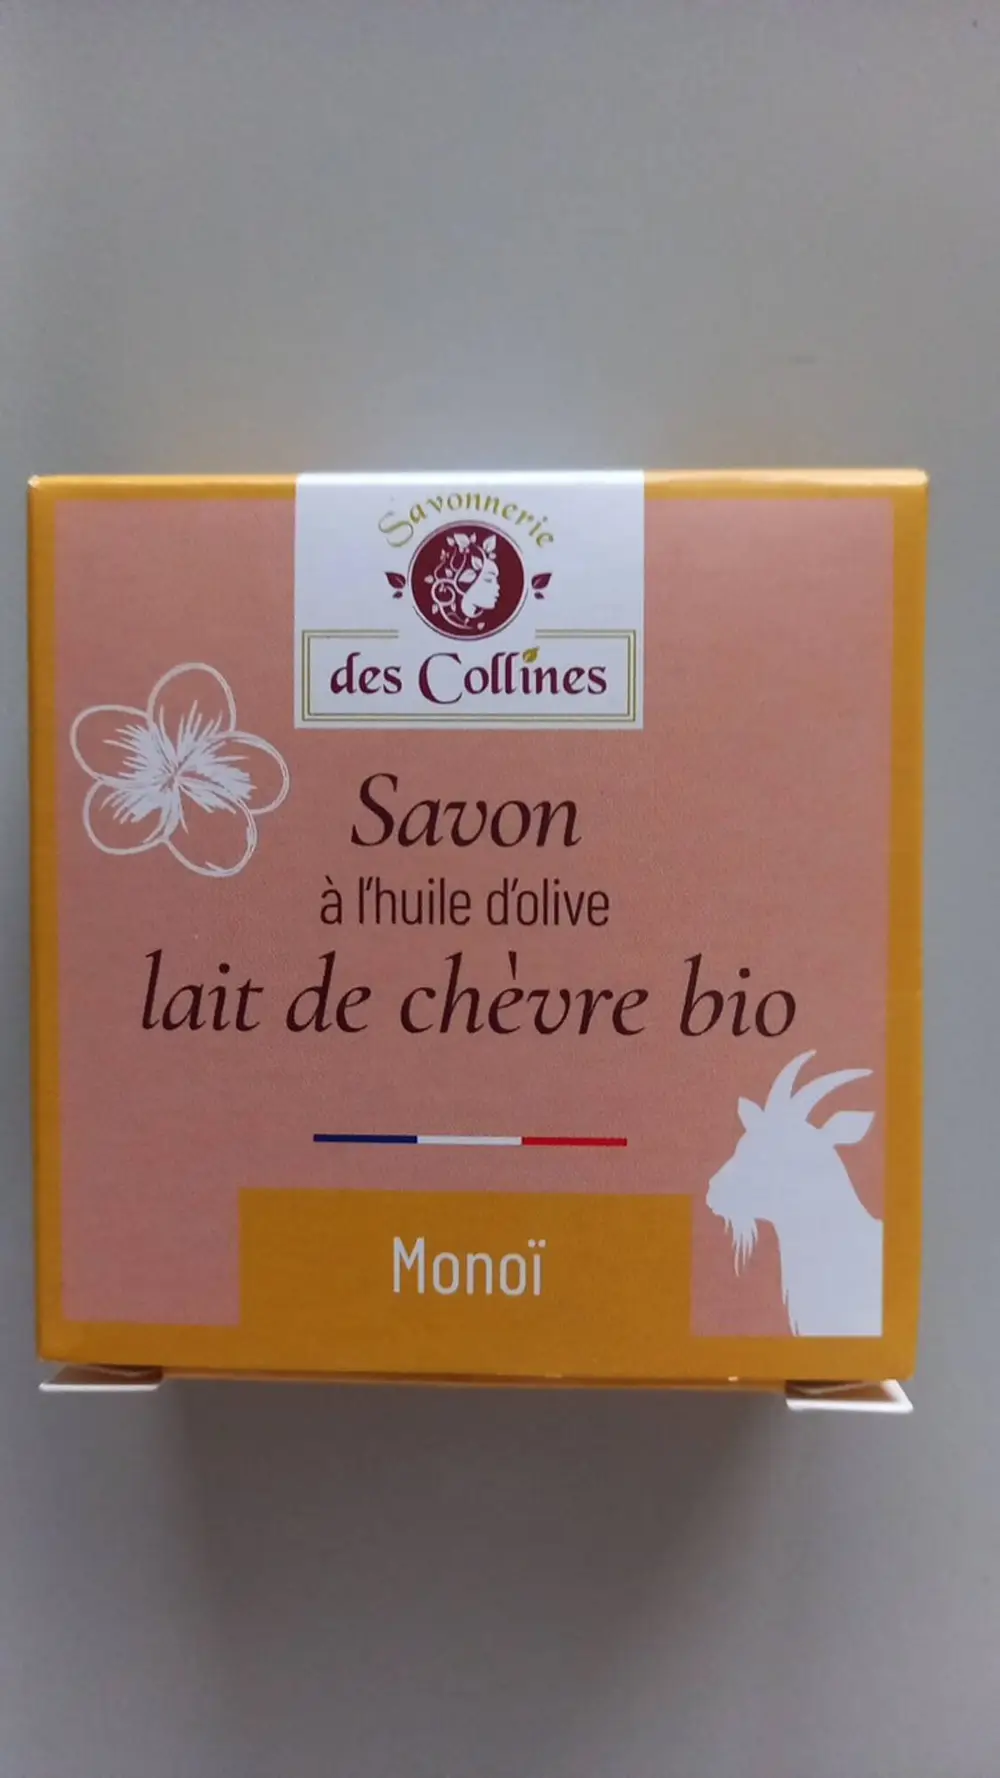 Savonnerie
des Collines
Savon
à l'huile d'olive
lait de chèvre bio
Monoï